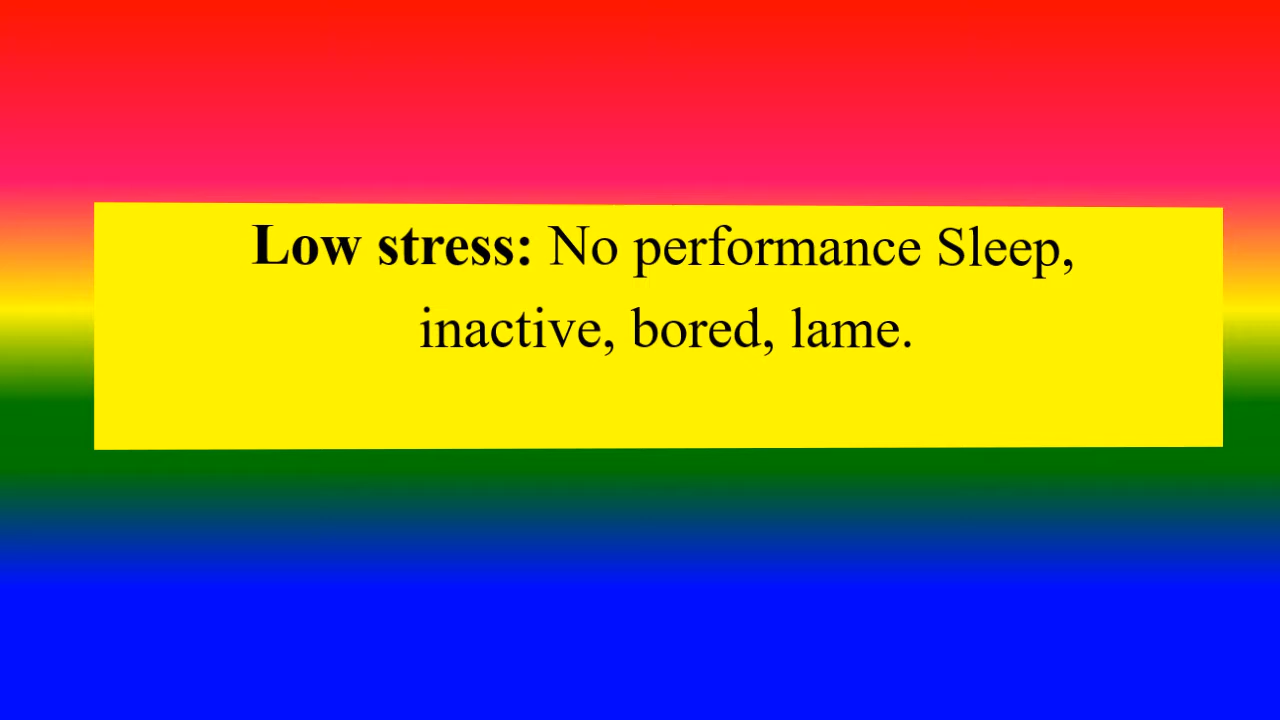 Low stress: No performance Sleep,
inactive, bored, lame.